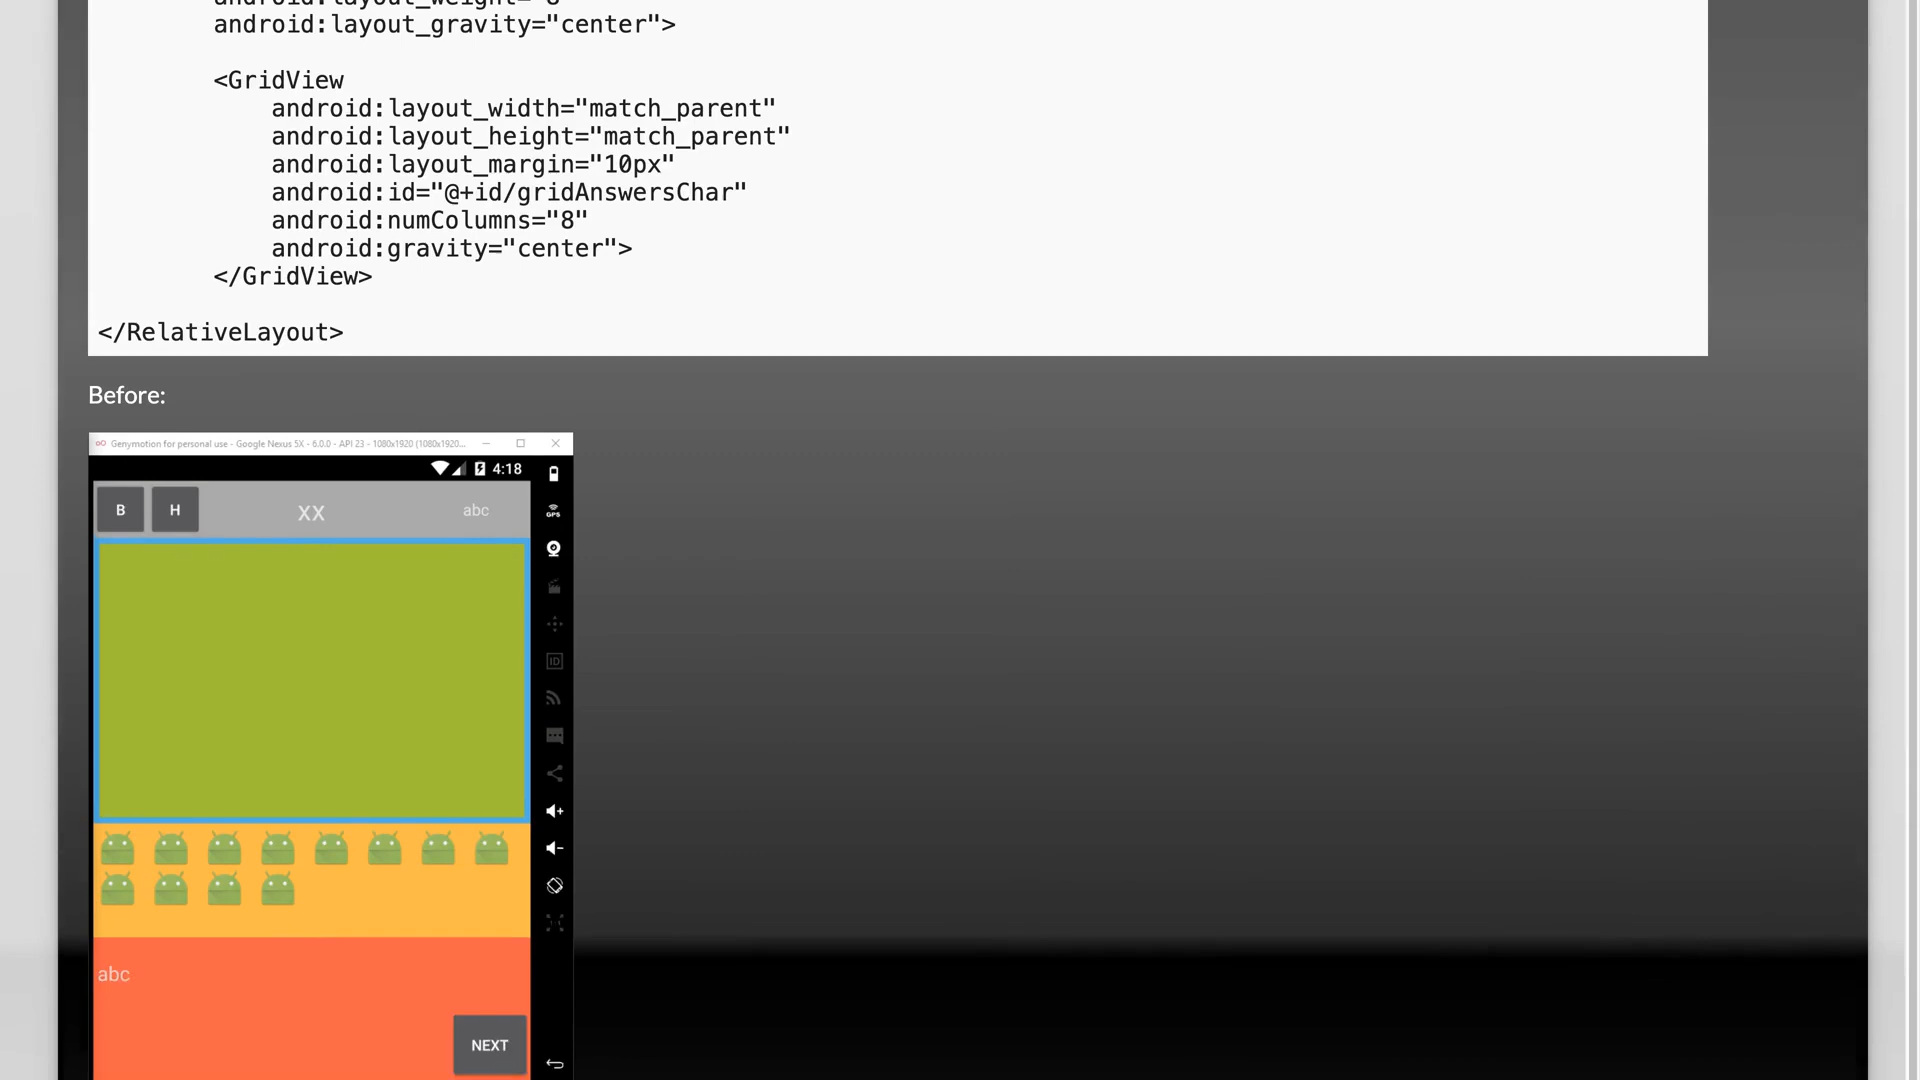 android:layout_gravity="center">
<GridView
android:layout_width="match_parent"
android:layout_height="match_parent"
android:layout_margin="10px"
android:id="@+id/gridAnswersChar"
android:numColumns="8"
android:gravity="center">
</GridView>
</RelativeLayout>
Before:
Genymotion for personal use - Google Nexus 5X - 6.0.0 - API 23 - 1080x1920 (1080x1920...
4:18
B H XX abc
GPS
ID
abc
NEXT